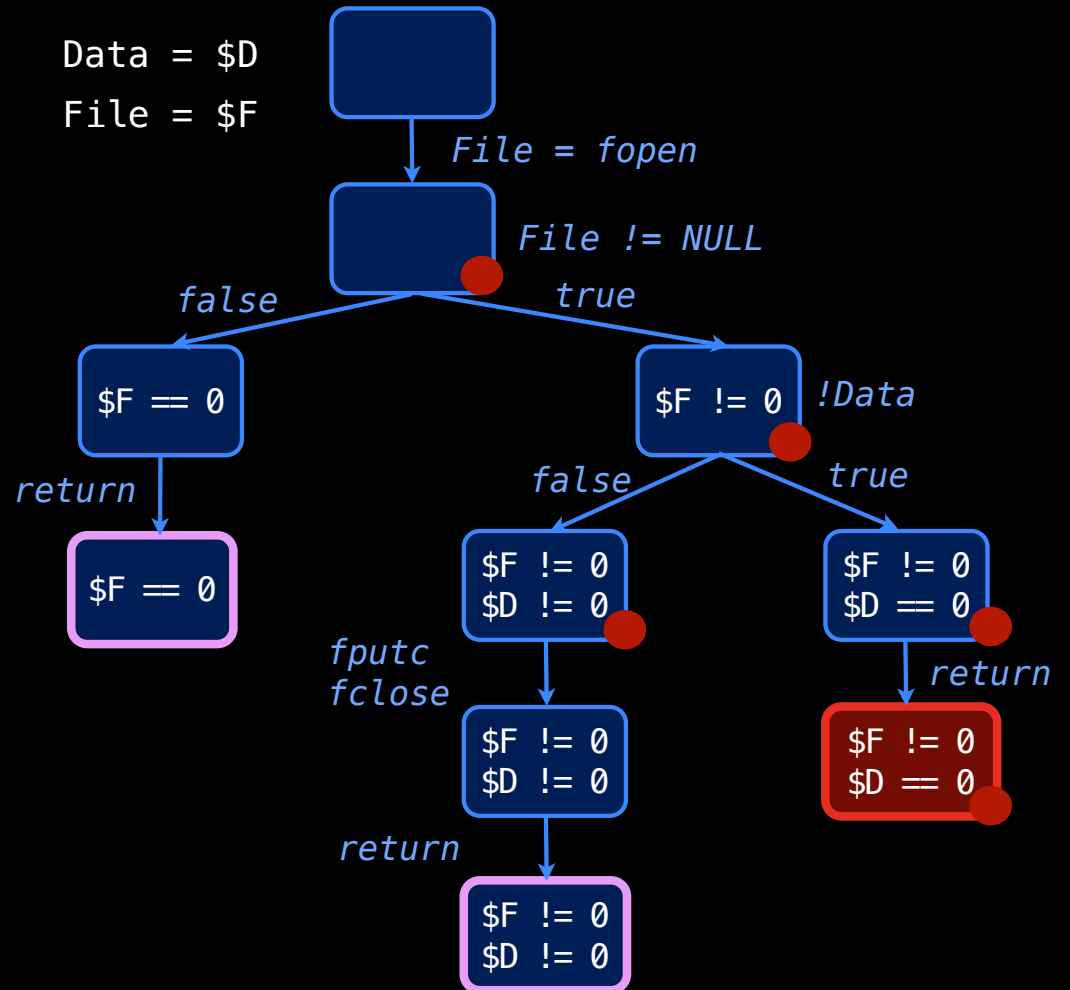 Data = $D
File = $F
File = fopen
File != NULL
false
true
$F == 0
$F != 0
!Data
return
false
true
$F == 0
$F != 0
$D != 0
$F != 0
$D == 0
fputc
fclose
return
$F != 0
$D != 0
$F != 0
$D == 0
return
$F != 0
$D != 0